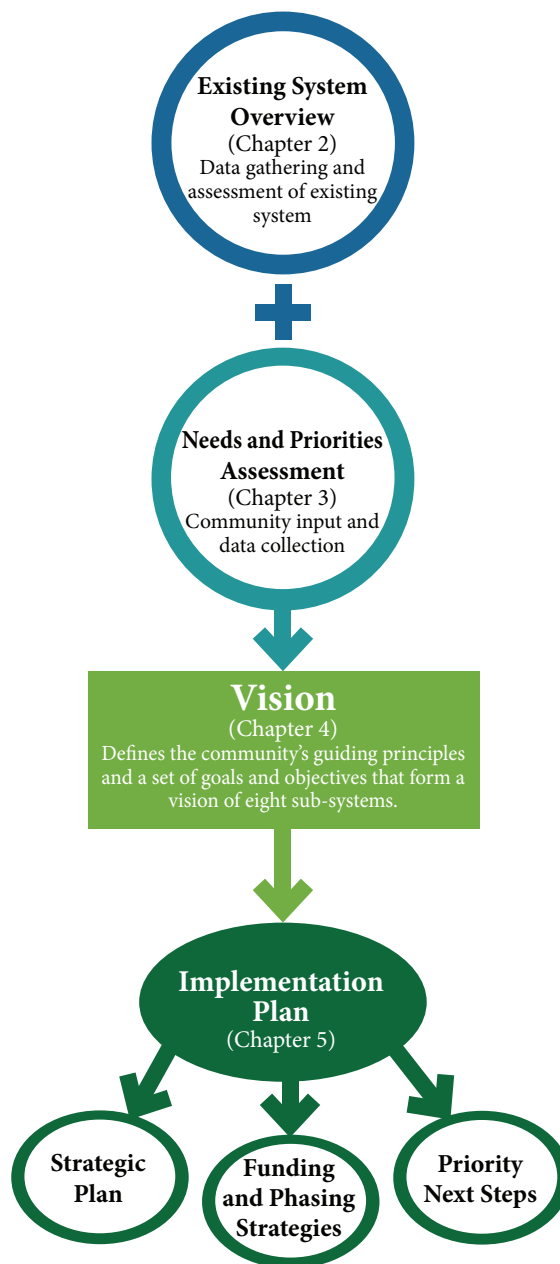 Existing System
Overview
(Chapter 2)
Data gathering and
assessment of existing
system
Needs and Priorities
Assessment
(Chapter 3)
Community input and
data collection
Vision
(Chapter 4)
Defines the community’s guiding principles
and a set of goals and objectives that form a
vision of eight sub-systems.
Implementation
Plan
(Chapter 5)
Strategic
Plan
Funding
and Phasing
Strategies
Priority
Next Steps